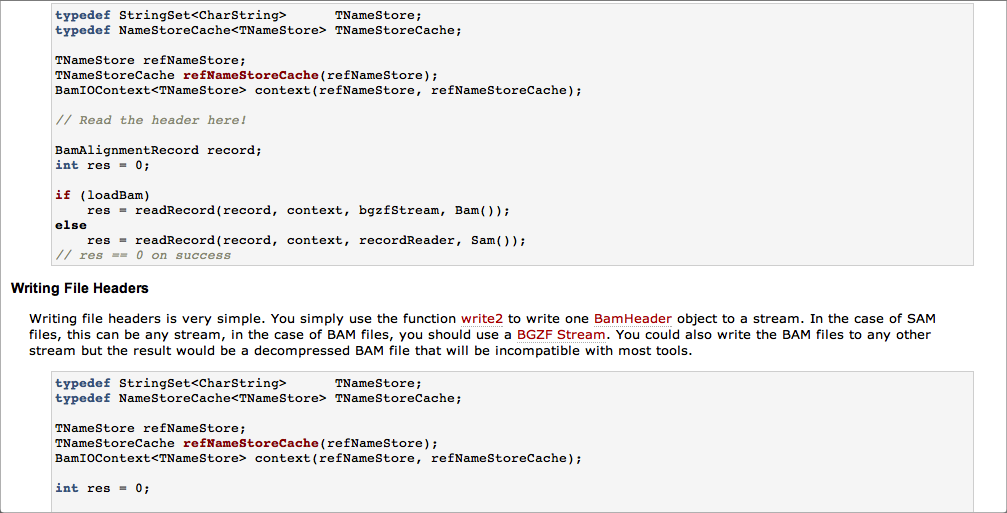 typedef StringSet<CharString>      TNameStore;
typedef NameStoreCache<TNameStore> TNameStoreCache;
TNameStore refNameStore;
TNameStoreCache refNameStoreCache(refNameStore);
BamIOContext<TNameStore> context(refNameStore, refNameStoreCache);
// Read the header here!
BamAlignmentRecord record;
int res = 0;
if (loadBam)
    res = readRecord(record, context, bgzfStream, Bam());
else
    res = readRecord(record, context, recordReader, Sam());
// res == 0 on success
Writing File Headers
Writing file headers is very simple. You simply use the function write2 to write one BamHeader object to a stream. In the case of SAM
files, this can be any stream, in the case of BAM files, you should use a BGZF Stream. You could also write the BAM files to any other
stream but the result would be a decompressed BAM file that will be incompatible with most tools.
typedef StringSet<CharString>      TNameStore;
typedef NameStoreCache<TNameStore> TNameStoreCache;
TNameStore refNameStore;
TNameStoreCache refNameStoreCache(refNameStore);
BamIOContext<TNameStore> context(refNameStore, refNameStoreCache);
int res = 0;